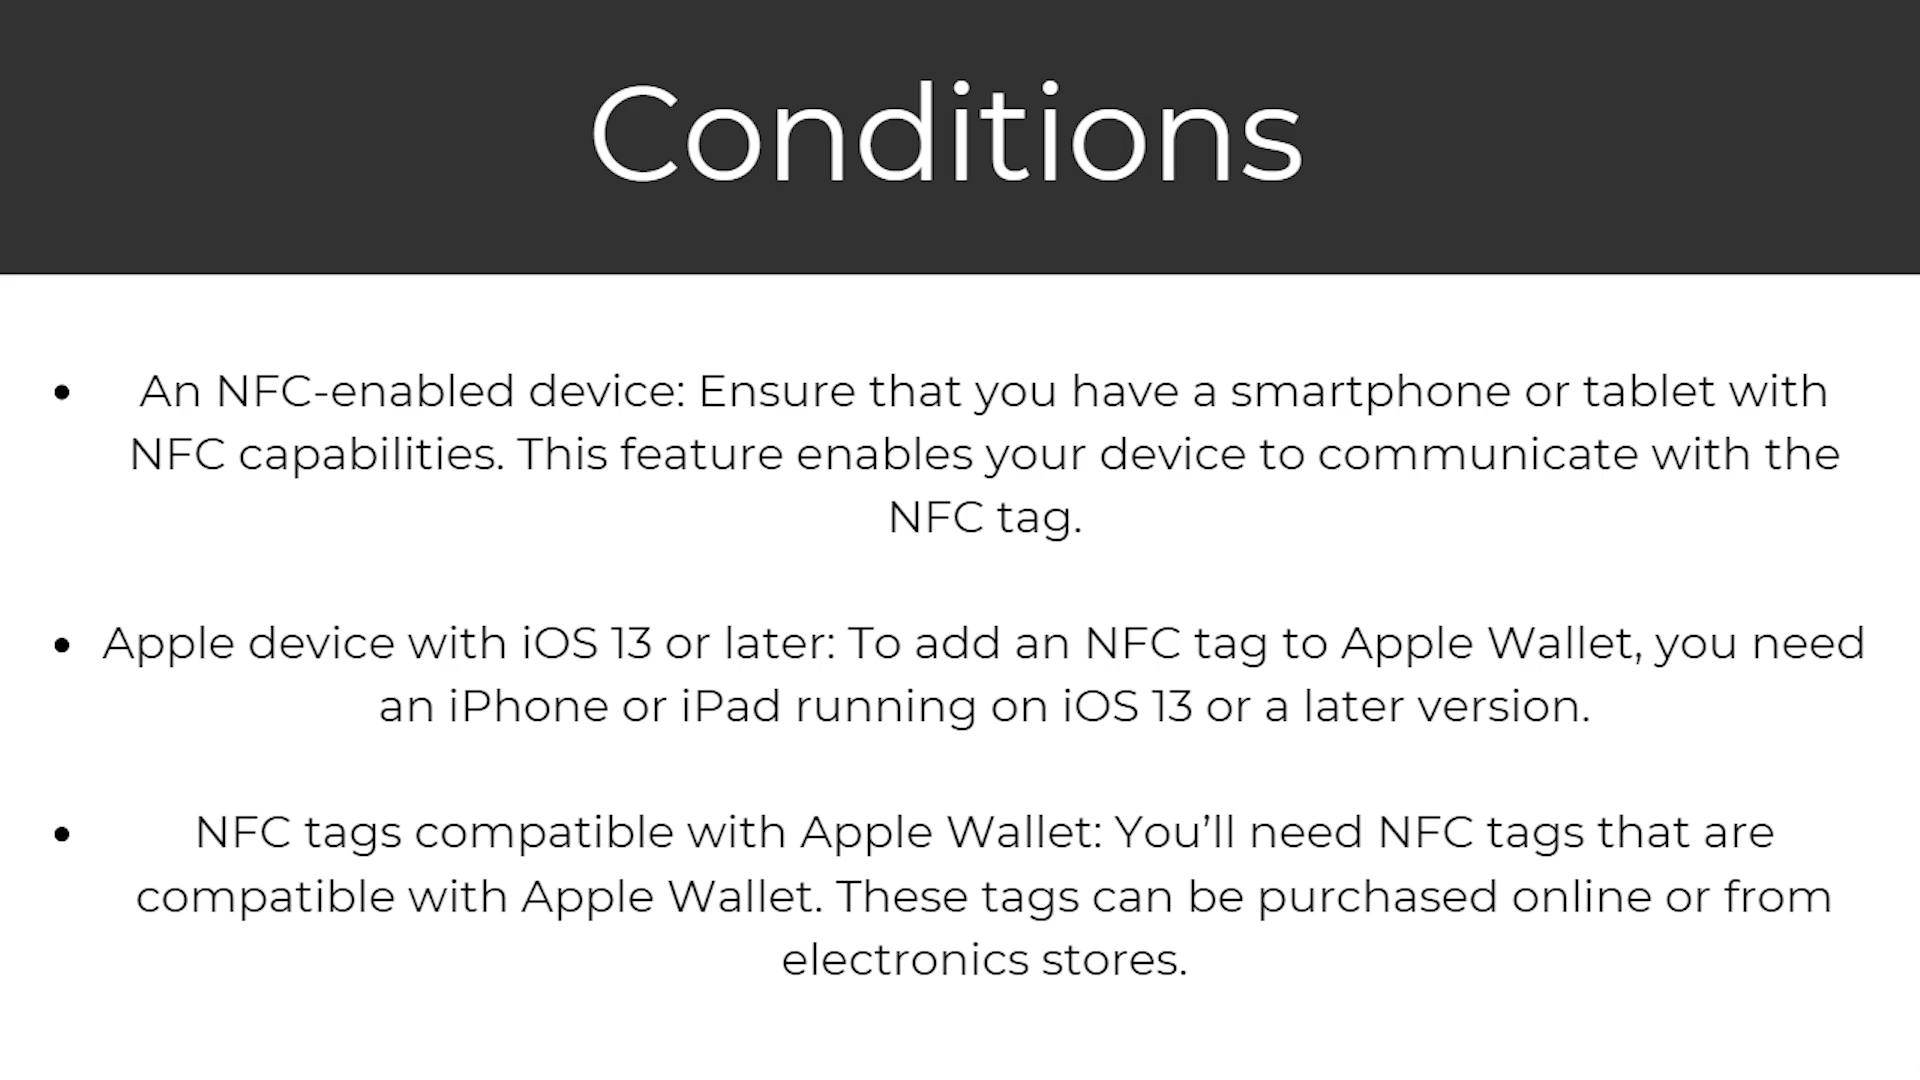 Conditions
• An NFC-enabled device: Ensure that you have a smartphone or tablet with
NFC capabilities. This feature enables your device to communicate with the
NFC tag.
• Apple device with iOS 13 or later: To add an NFC tag to Apple Wallet, you need
an iPhone or iPad running on iOS 13 or a later version.
• NFC tags compatible with Apple Wallet: You’ll need NFC tags that are
compatible with Apple Wallet. These tags can be purchased online or from
electronics stores.